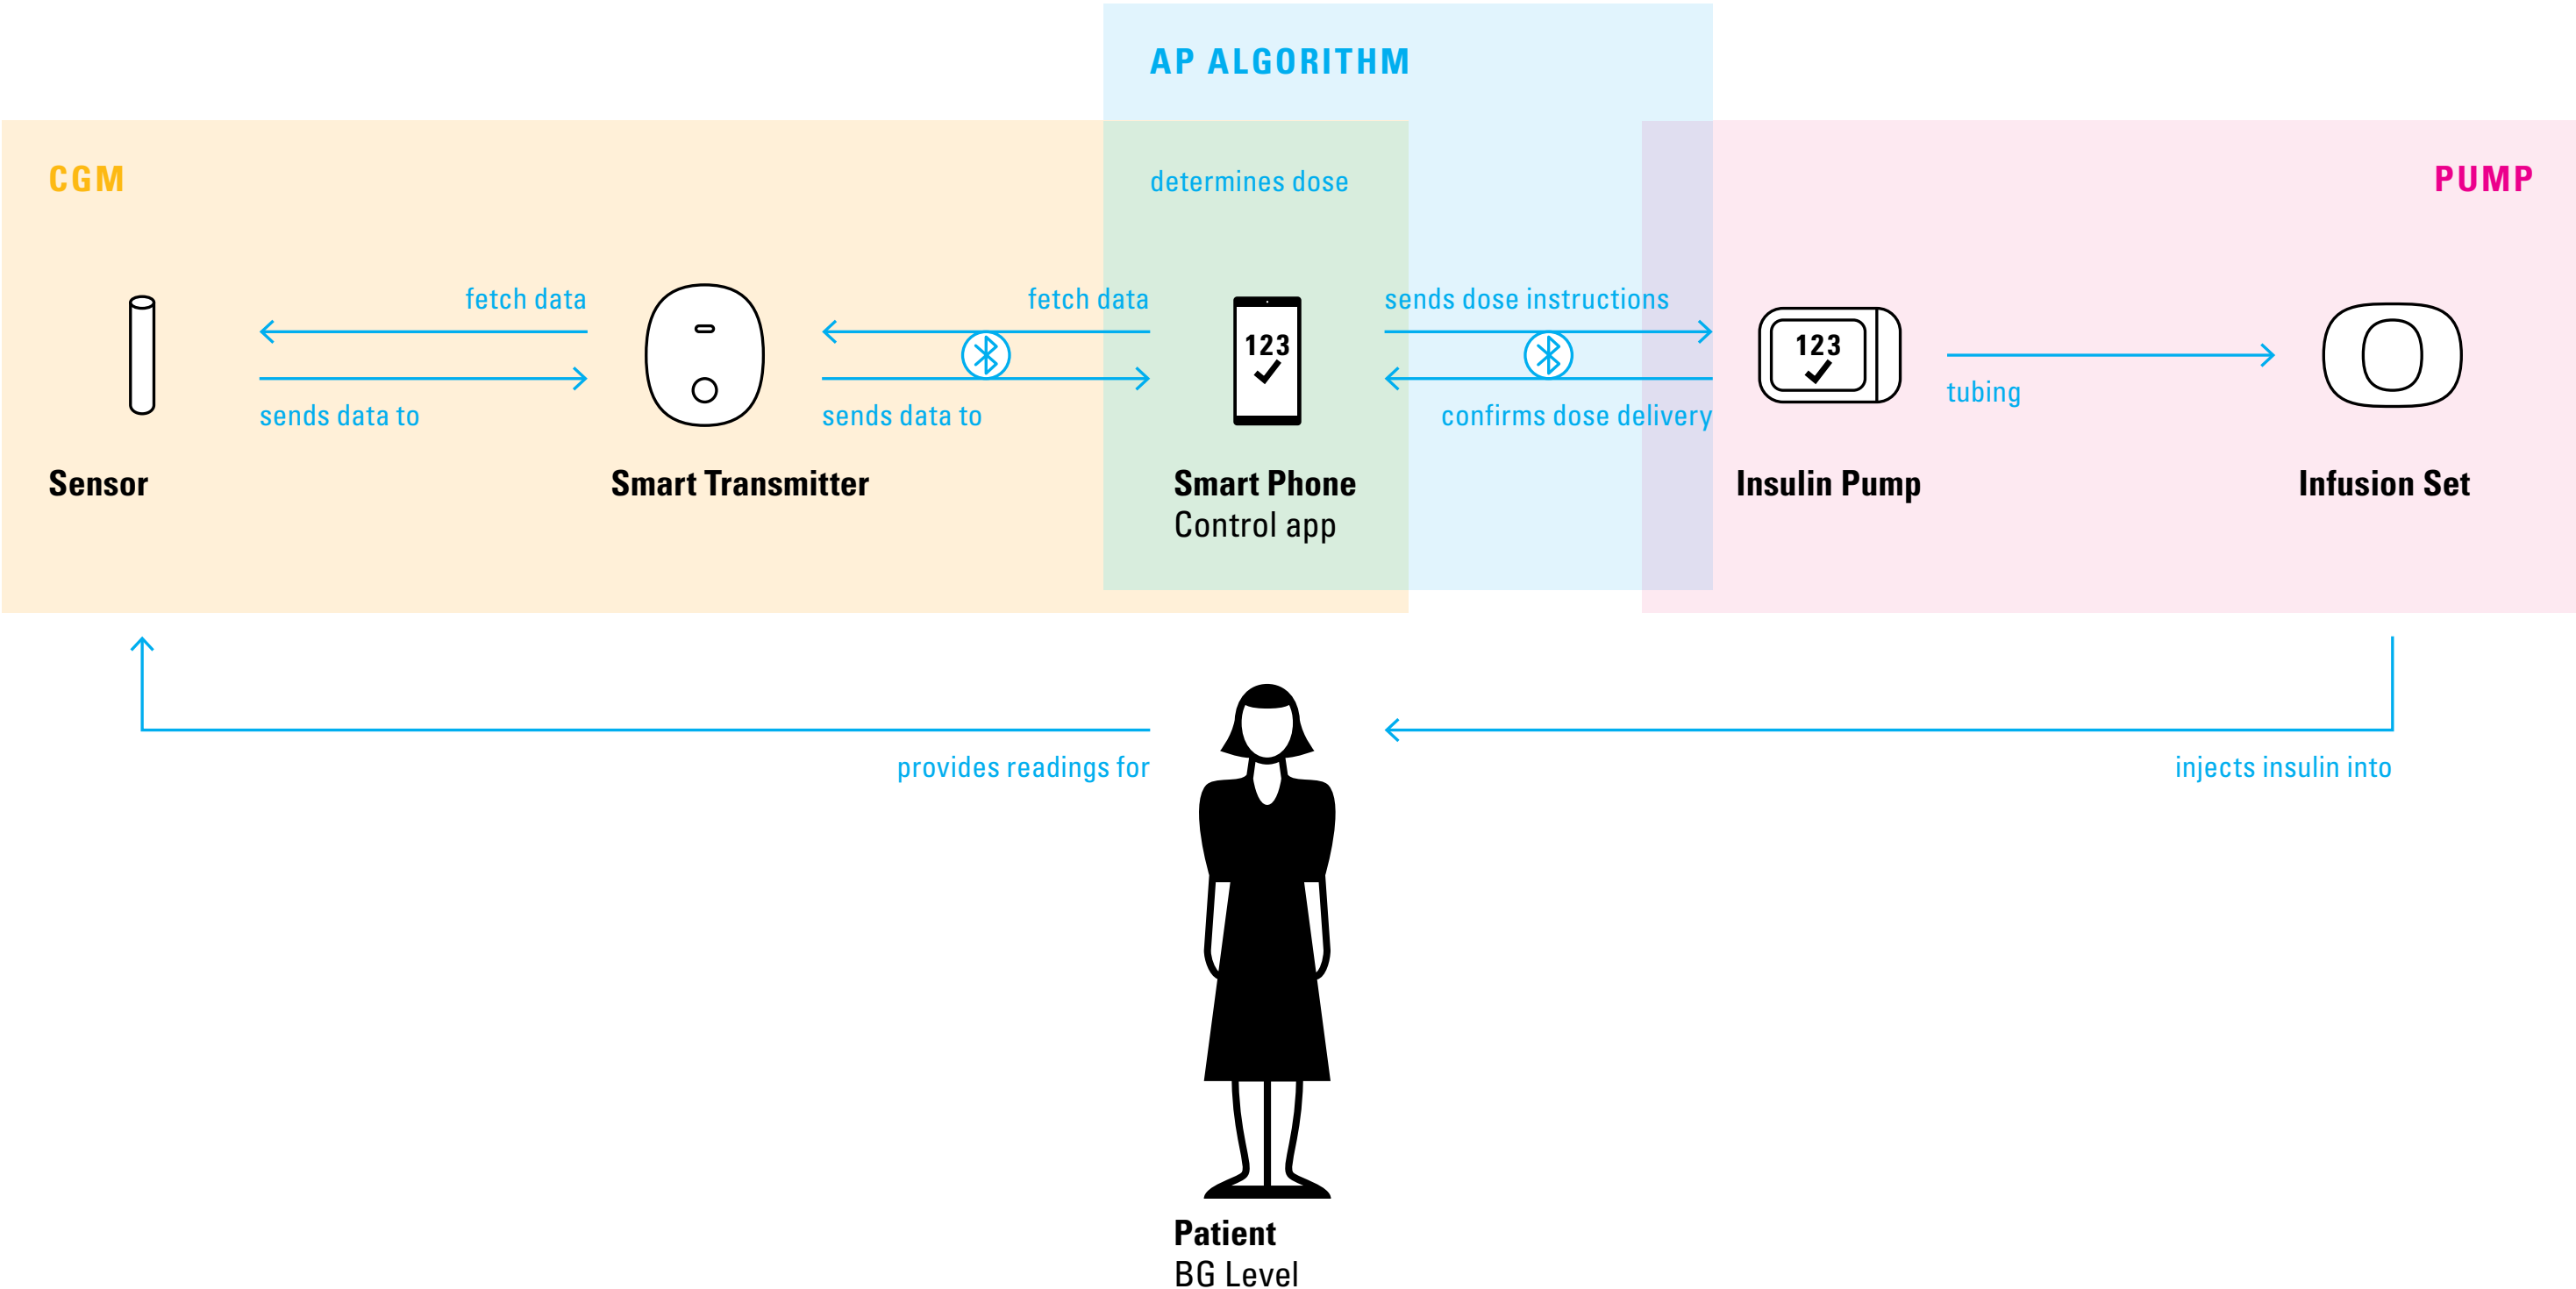 AP ALGORITHM
CGM
determines dose
PUMP
fetch data
fetch data
sends dose instructions
123
123
sends data to
sends data to
confirms dose delivery
tubing
Sensor
Smart Transmitter
Smart Phone
Control app
Insulin Pump
Infusion Set
provides readings for
injects insulin into
Patient
BG Level